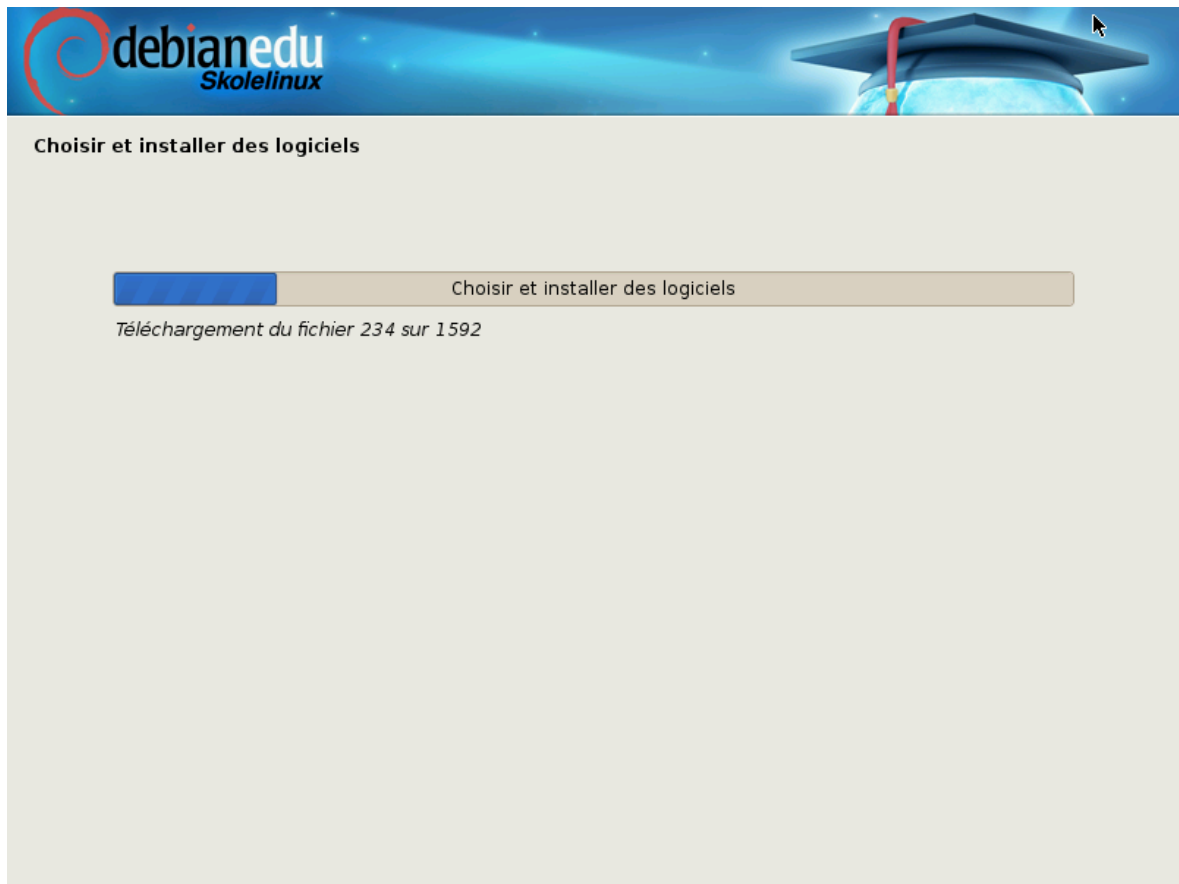 debianedu
Skolelinux
Choisir et installer des logiciels
Choisir et installer des logiciels
Téléchargement du fichier 234 sur 1592